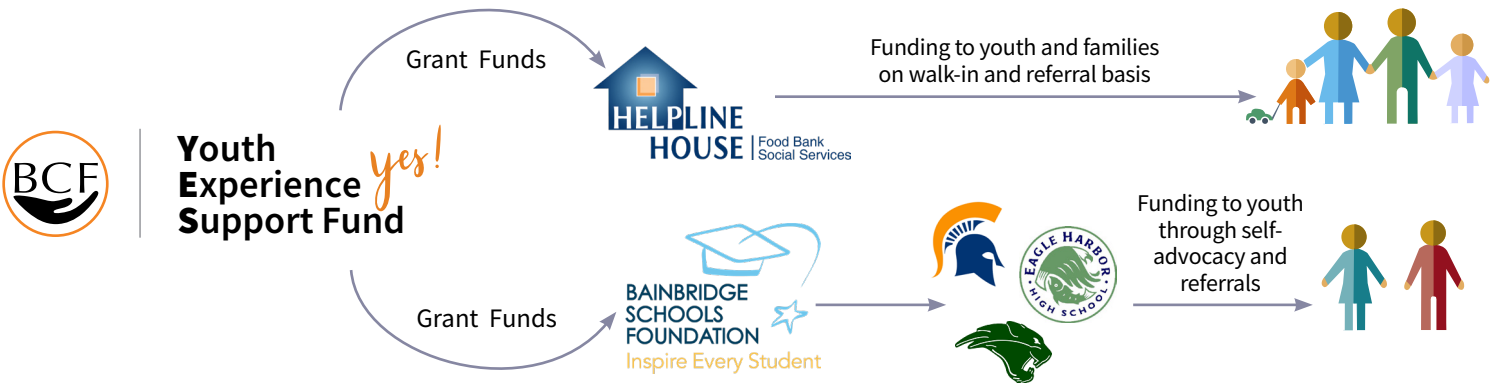 BCF
Youth
Experience
Support Fund
yes!
Grant Funds
HELPLINE
HOUSE
Food Bank
Social Services
Funding to youth and families
on walk-in and referral basis
Grant Funds
BAINBRIDGE
SCHOOLS
FOUNDATION
Inspire Every Student
EAGLE HARBOR
HIGH SCHOOL
Funding to youth
through self-
advocacy and
referrals